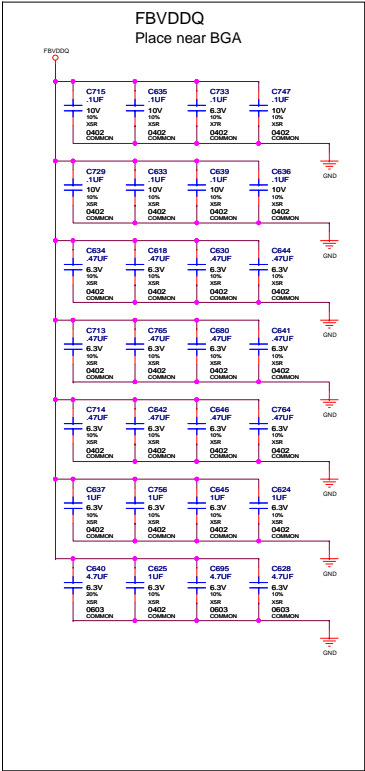 FBVDDQ
Place near BGA
FBVDDQ
C715 C635 C733 C747
.1UF .1UF .1UF .1UF
10V 10V 6.3V 10V
10% 10% 10% 10%
X5R X5R X7R X5R
0402 0402 0402 0402
COMMON COMMON COMMON COMMON
GND
C729 C633 C639 C636
.1UF .1UF .1UF .1UF
10V 10V 10V 10V
10% 10% 10% 10%
X5R X5R X5R X5R
0402 0402 0402 0402
COMMON COMMON COMMON COMMON
GND
C634 C618 C630 C644
.47UF .47UF .47UF .47UF
6.3V 6.3V 6.3V 6.3V
10% 10% 10% 10%
X5R X5R X5R X5R
0402 0402 0402 0402
COMMON COMMON COMMON COMMON
GND
C713 C765 C680 C641
.47UF .47UF .47UF .47UF
6.3V 6.3V 6.3V 6.3V
10% 10% 10% 10%
X5R X5R X5R X5R
0402 0402 0402 0402
COMMON COMMON COMMON COMMON
GND
C714 C642 C646 C764
.47UF .47UF .47UF .47UF
6.3V 6.3V 6.3V 6.3V
10% 10% 10% 10%
X5R X5R X5R X5R
0402 0402 0402 0402
COMMON COMMON COMMON COMMON
GND
C637 C756 C645 C624
1UF 1UF 1UF 1UF
6.3V 6.3V 6.3V 6.3V
10% 10% 10% 10%
X5R X5R X5R X5R
0402 0402 0402 0402
COMMON COMMON COMMON COMMON
GND
C640 C625 C695 C628
4.7UF 1UF 4.7UF 4.7UF
6.3V 6.3V 6.3V 6.3V
20% 10% 10% 10%
X5R X5R X5R X5R
0603 0402 0603 0603
COMMON COMMON COMMON COMMON
GND